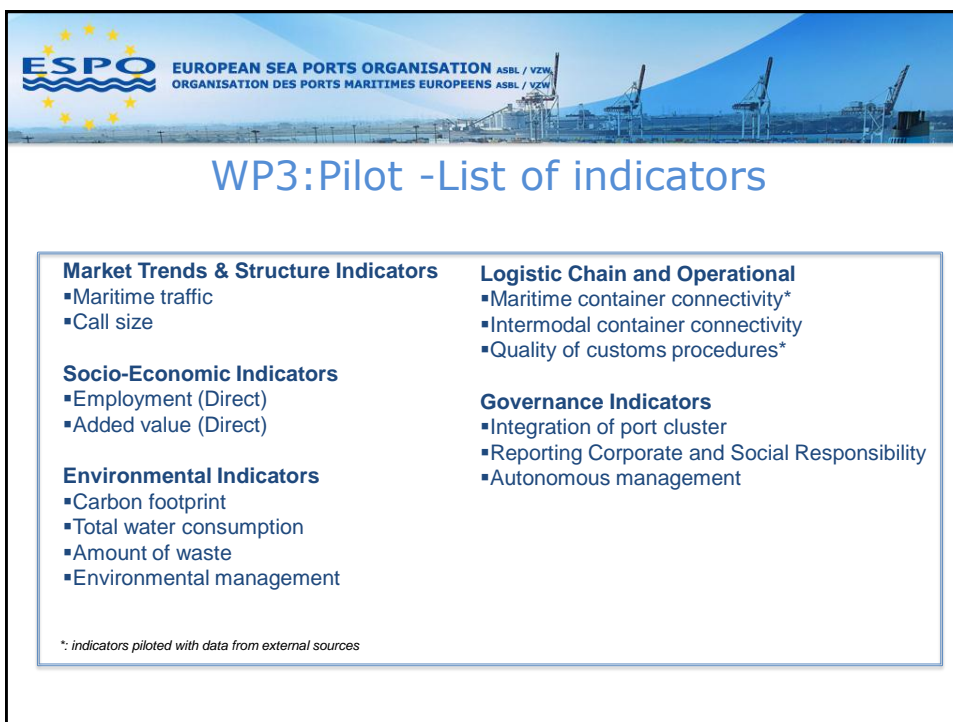 ESPO
EUROPEAN SEA PORTS ORGANISATION ASBL / VZW
ORGANISATION DES PORTS MARITIMES EUROPEENS ASBL / VZW
WP3:Pilot -List of indicators
Market Trends & Structure Indicators
▪Maritime traffic
▪Call size
Socio-Economic Indicators
▪Employment (Direct)
▪Added value (Direct)
Environmental Indicators
▪Carbon footprint
▪Total water consumption
▪Amount of waste
▪Environmental management
Logistic Chain and Operational
▪Maritime container connectivity*
▪Intermodal container connectivity
▪Quality of customs procedures*
Governance Indicators
▪Integration of port cluster
▪Reporting Corporate and Social Responsibility
▪Autonomous management
*: indicators piloted with data from external sources